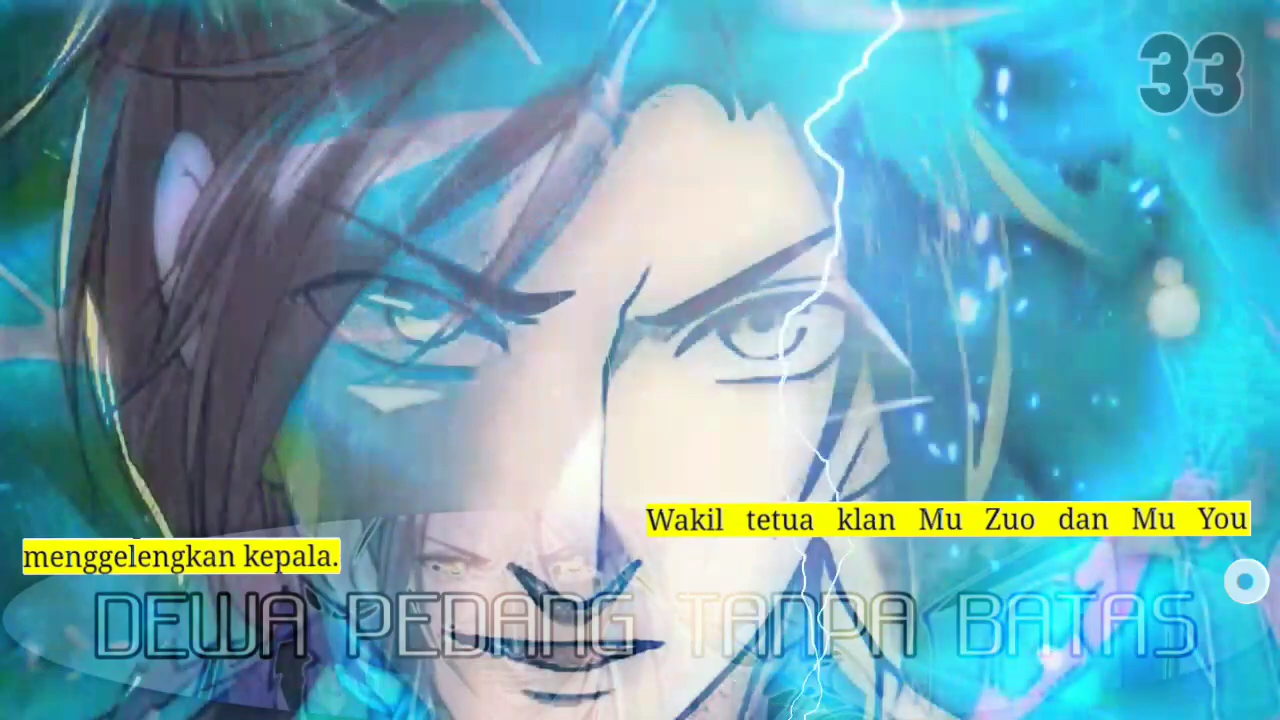 33
Wakil tetua klan Mu Zuo dan Mu You
menggelengkan kepala.
DEWA PEDANG TANPA BATAS